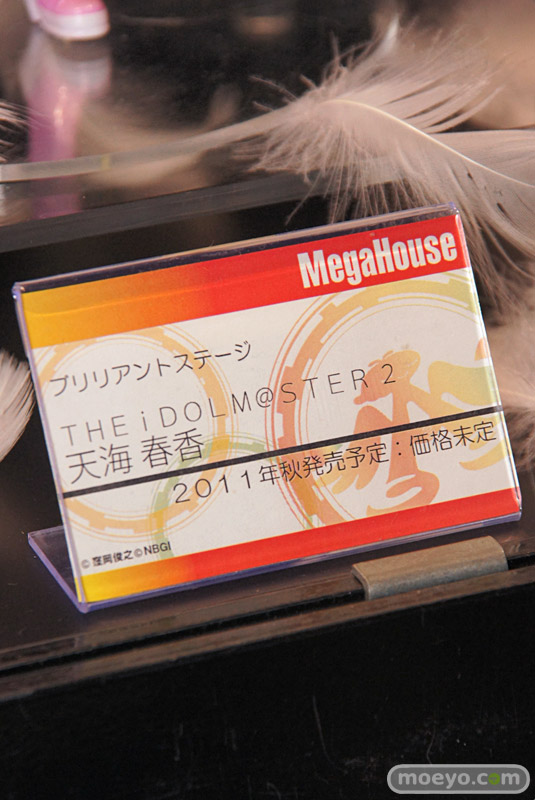 MegaHouse
ブリリアントステージ
THE iDOLM@STER 2
天海 春香
2011年秋発売予定：価格未定
©窪岡俊之©NBGI
moeyo.com